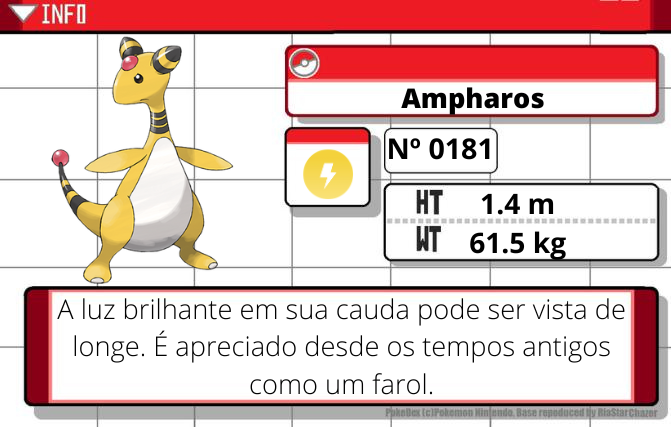 INFO
Ampharos
Nº 0181
HT 1.4 m
WT 61.5 kg
A luz brilhante em sua cauda pode ser vista de
longe. É apreciado desde os tempos antigos
como um farol.
PokeDex (c)Pokemon Nintendo. Base repoduced by RiaStarChazer